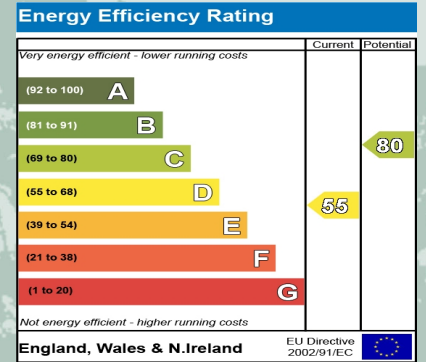 Energy Efficiency Rating
Current Potential
Very energy efficient - lower running costs
(92 to 100) A
(81 to 91) B
(69 to 80) C
80
(55 to 68) D
55
(39 to 54) E
(21 to 38) F
(1 to 20) G
Not energy efficient - higher running costs
England, Wales & N.Ireland
EU Directive
2002/91/EC